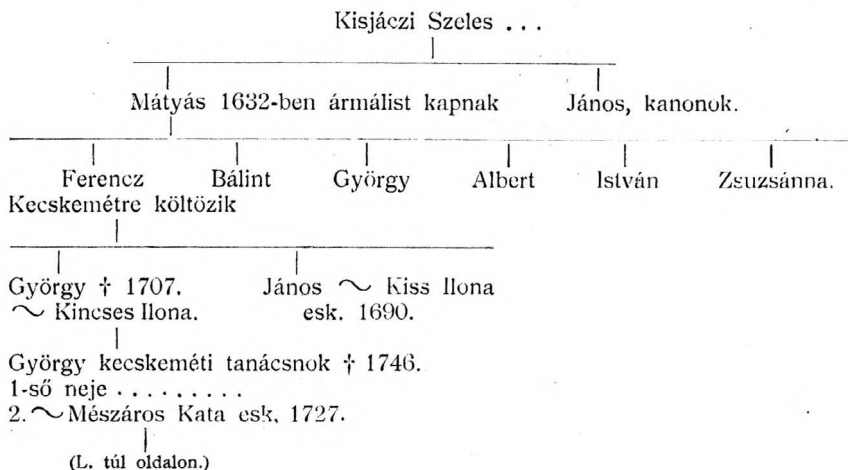 Kisjáczi Szeles ...
Mátyás 1632-ben ármálist kapnak János, kanonok.
Ferencz Bálint György Albert István Zsuzsánna.
Kecskemétre költözik
György † 1707. János ~ Kiss Ilona
~ Kincses Ilona. esk. 1690.
György kecskeméti tanácsnok † 1746.
1-ső neje .........
2. ~ Mészáros Kata esk. 1727.
(L. túl oldalon.)